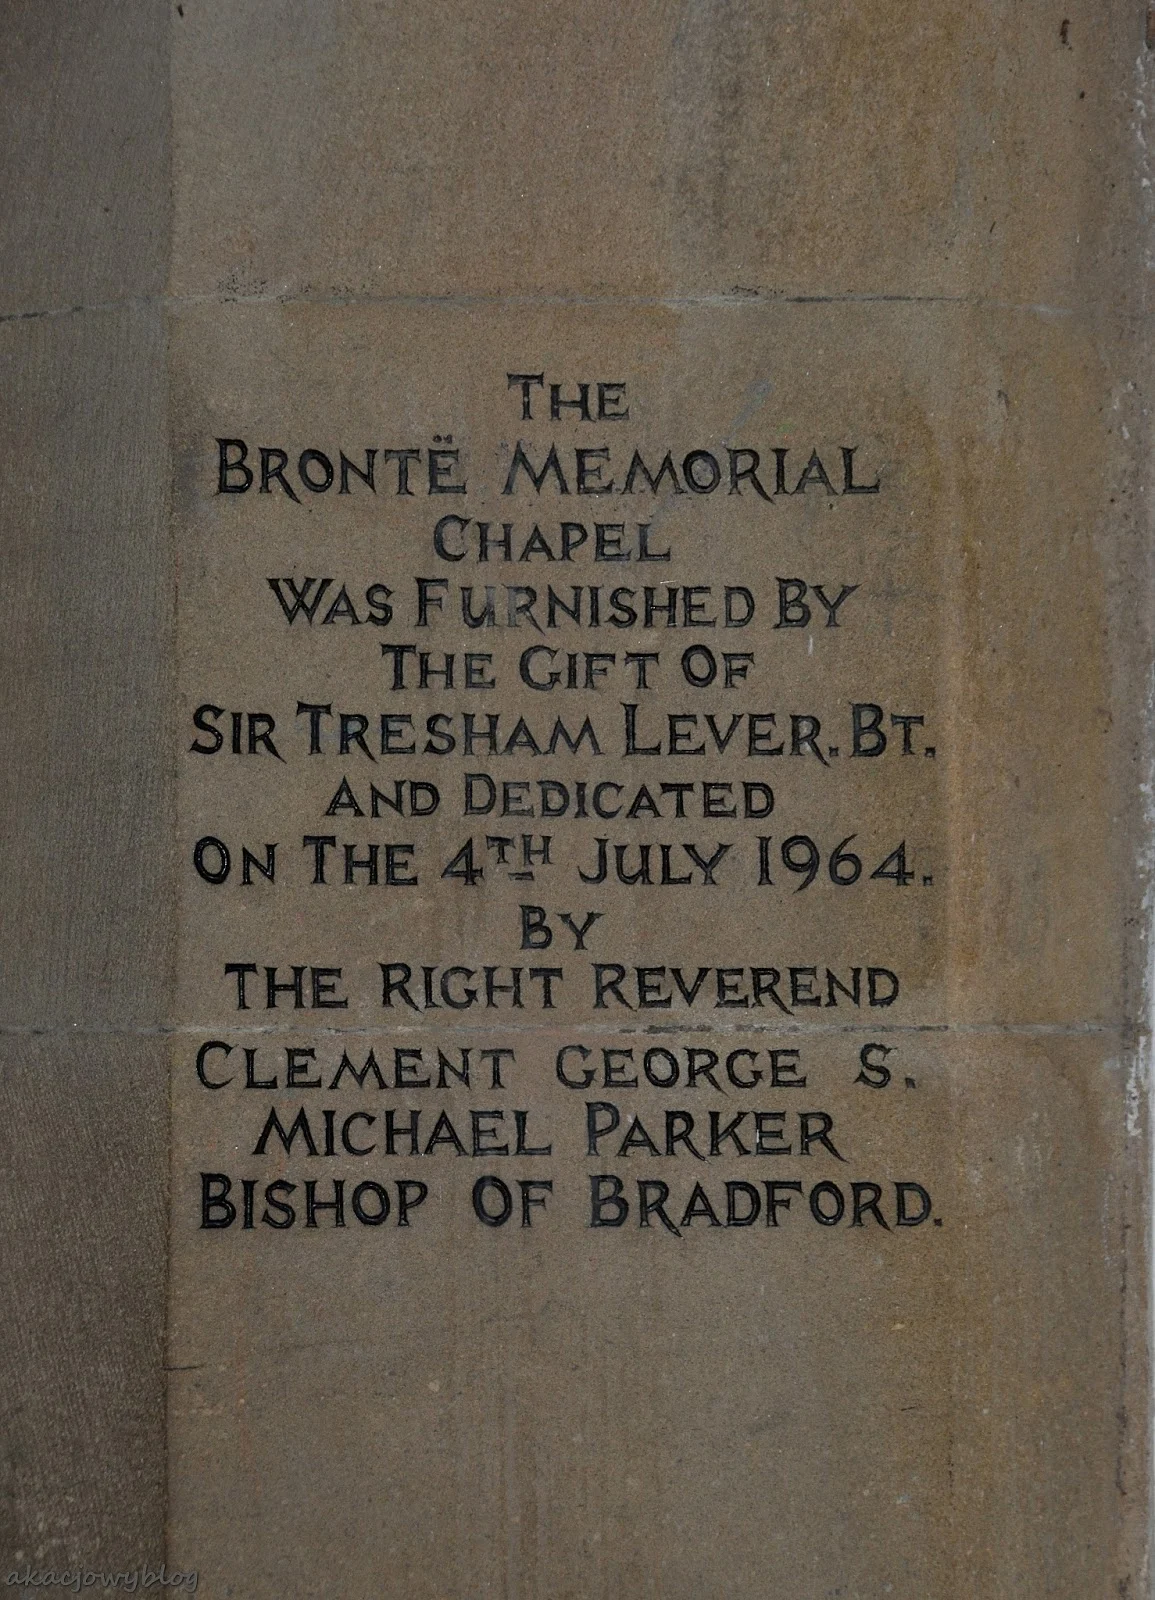 THE
BRONTË MEMORIAL
CHAPEL
WAS FURNISHED BY
THE GIFT OF
SIR TRESHAM LEVER. BT.
AND DEDICATED
ON THE 4TH JULY 1964.
BY
THE RIGHT REVEREND
CLEMENT GEORGE S.
MICHAEL PARKER
BISHOP OF BRADFORD.
akacjowyblog